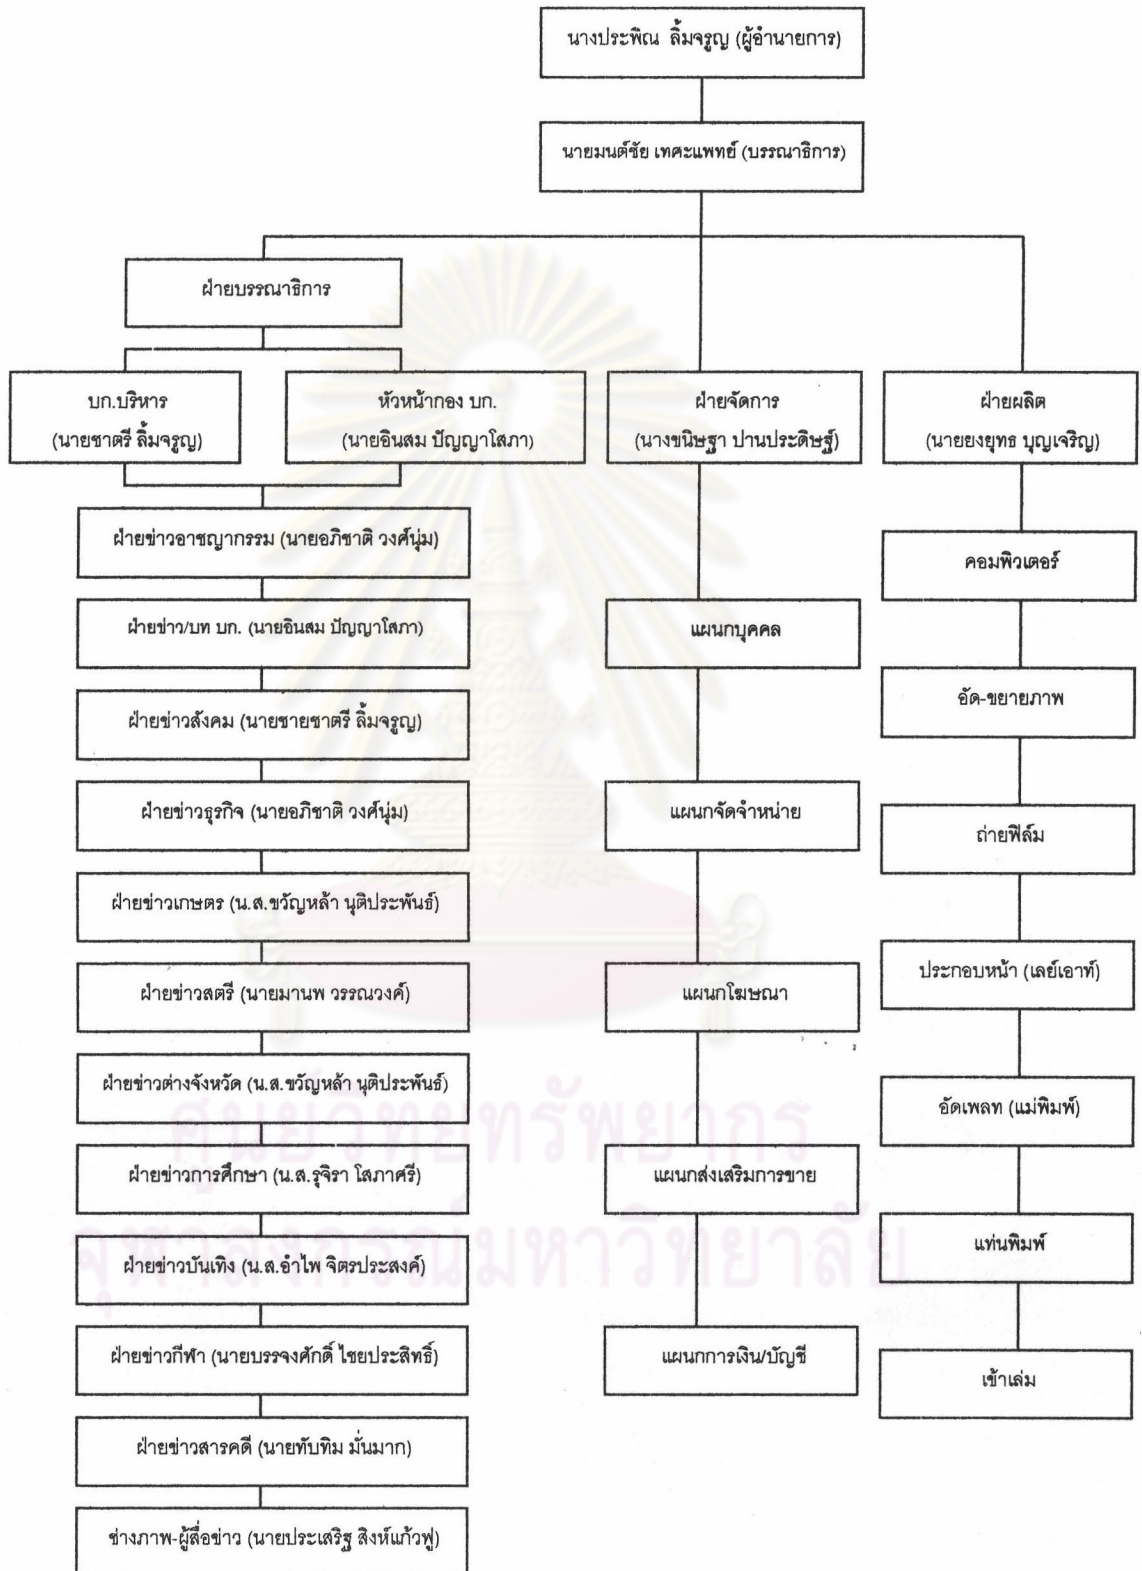 นางประพิณ ลิ้มจรูญ (ผู้อำนายการ)
นายมนต์ชัย เทศะแพทย์ (บรรณาธิการ)
ฝ่ายบรรณาธิการ
บก.บริหาร
(นายชาตรี ลิ้มจรูญ)
หัวหน้ากอง บก.
(นายอินสม ปัญญาโสภา)
ฝ่ายจัดการ
(นางขนิษฐา ปานประดิษฐ์)
ฝ่ายผลิต
(นายยงยุทธ บุญเจริญ)
ฝ่ายข่าวอาชญากรรม (นายอภิชาติ วงศ์นุ่ม)
ฝ่ายข่าว/บท บก. (นายอินสม ปัญญาโสภา)
ฝ่ายข่าวสังคม (นายชายชาตรี ลิ้มจรูญ)
ฝ่ายข่าวธุรกิจ (นายอภิชาติ วงศ์นุ่ม)
ฝ่ายข่าวเกษตร (น.ส.ขวัญหล้า นุติประพันธ์)
ฝ่ายข่าวสตรี (นายมานพ วรรณวงค์)
ฝ่ายข่าวต่างจังหวัด (น.ส.ขวัญหล้า นุติประพันธ์)
ฝ่ายข่าวการศึกษา (น.ส.รุจิรา โสภาศรี)
ฝ่ายข่าวบันเทิง (น.ส.อำไพ จิตรประสงค์)
ฝ่ายข่าวกีฬา (นายบรรจงศักดิ์ ไชยประสิทธิ์)
ฝ่ายข่าวสารคดี (นายทับทิม มั่นมาก)
ช่างภาพ-ผู้สื่อข่าว (นายประเสริฐ สิงห์แก้วฟู)
แผนกบุคคล
แผนกจัดจำหน่าย
แผนกโฆษณา
แผนกส่งเสริมการขาย
แผนกการเงิน/บัญชี
คอมพิวเตอร์
อัด-ขยายภาพ
ถ่ายฟิล์ม
ประกอบหน้า (เลย์เอาท์)
อัดเพลท (แม่พิมพ์)
แท่นพิมพ์
เข้าเล่ม
ศูนย์วิทยทรัพยากร
จุฬาลงกรณ์มหาวิทยาลัย